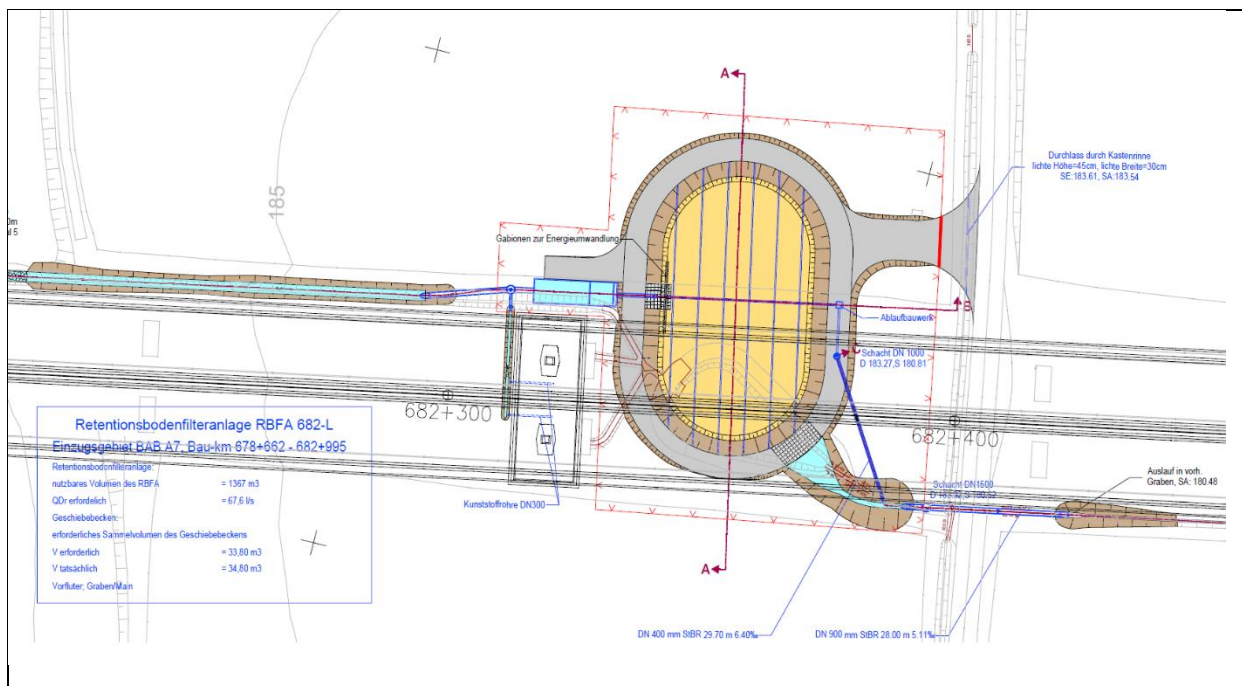 A
Durchlass durch Kastenrinne
lichte Höhe=45cm, lichte Breite=30cm
SE:183.61, SA:183.54
185
0m
Gabionen zur Energieumwandlung
B
Ablaufbauwerk
Schacht DN 1000
D 183.27,S 180.81
682+300
682+400
Retentionsbodenfilteranlage RBFA 682-L
Einzugsgebiet BAB A7, Bau-km 678+662 - 682+995
Retentionsbodenfilteranlage:
nutzbares Volumen des RBFA = 1367 m3
QDr erfordelich = 67,6 l/s
Geschiebebecken:
erforderliches Sammelvolumen des Geschiebebeckens
V erforderlich = 33,80 m3
V tatsächlich = 34,80 m3
Vorfluter; Graben/Main
Auslauf in vorh.
Graben, SA: 180.48
Schacht DN1500
Kunststoffrohre DN300
A
DN 400 mm StBR 29.70 m 6.40‰
DN 900 mm StBR 28.00 m 5.11‰